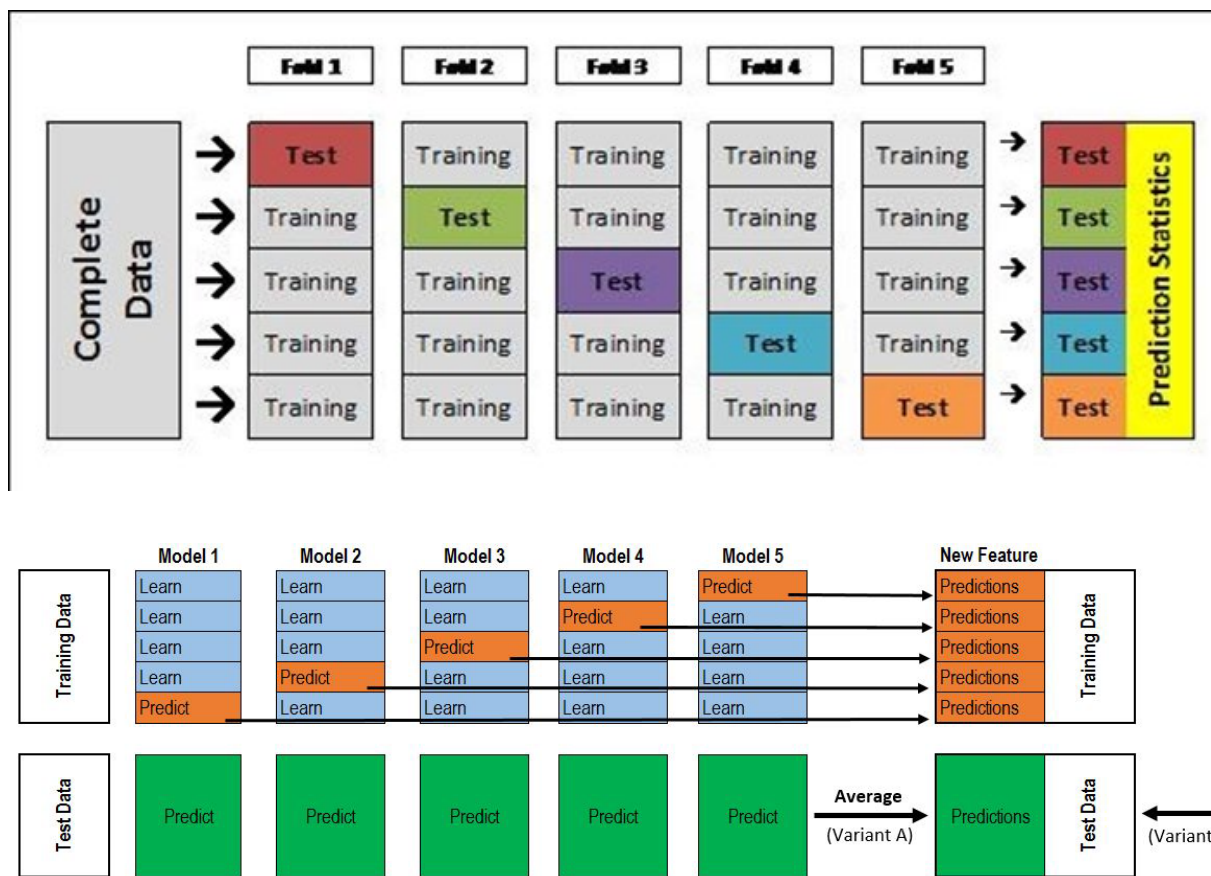 Fold 1 Fold 2 Fold 3 Fold 4 Fold 5
Complete Data
Test Training Training Training Training Test
Training Test Training Training Training Test
Training Training Test Training Training Test
Training Training Training Test Training Test
Training Training Training Training Test Test
Prediction Statistics
Model 1 Model 2 Model 3 Model 4 Model 5 New Feature
Training Data
Learn Learn Learn Learn Predict Predictions
Learn Learn Learn Predict Learn Predictions
Learn Learn Predict Learn Learn Predictions
Learn Predict Learn Learn Learn Predictions
Predict Learn Learn Learn Learn Predictions
Training Data
Test Data
Predict Predict Predict Predict Predict
Average
(Variant A)
Predictions
Test Data
(Variant